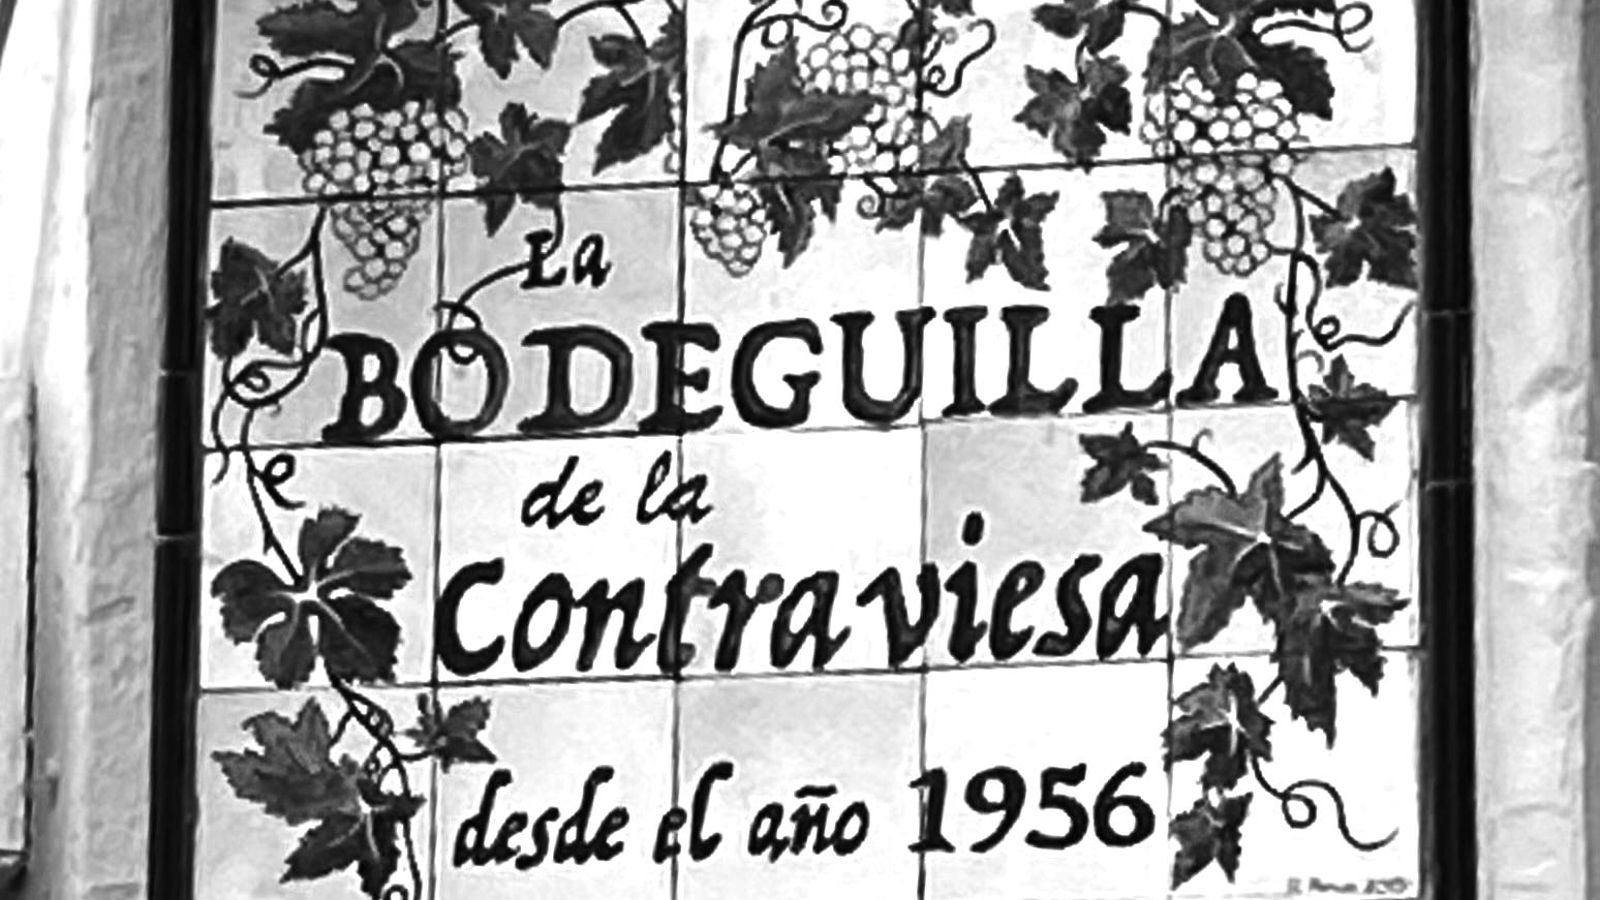 La
BODEGUILLA
de la
Contraviesa
desde el año 1956